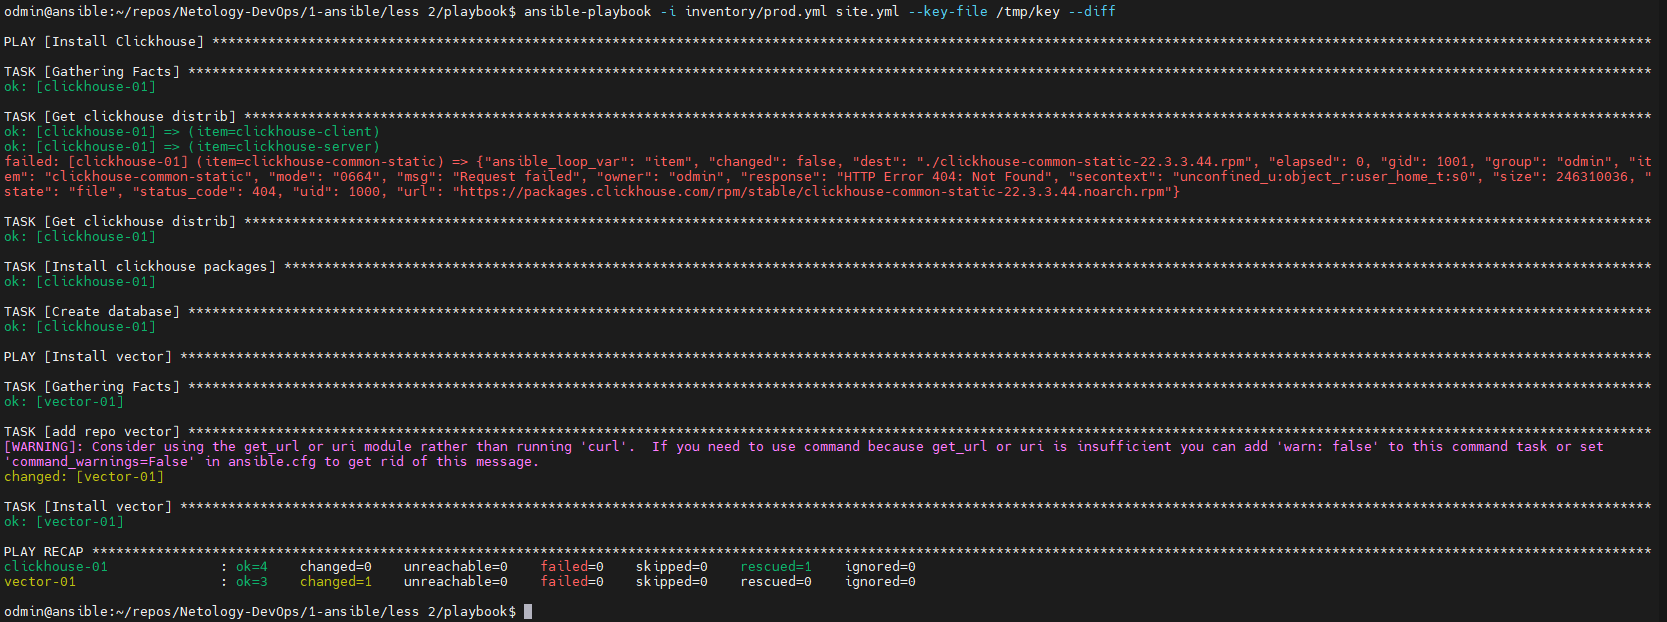 odmin@ansible:~/repos/Netology-DevOps/1-ansible/less 2/playbook$ ansible-playbook -i inventory/prod.yml site.yml --key-file /tmp/key --diff
PLAY [Install Clickhouse] ************************************************************************************************************************************************************************************
TASK [Gathering Facts] ***************************************************************************************************************************************************************************************
ok: [clickhouse-01]
TASK [Get clickhouse distrib] ********************************************************************************************************************************************************************************
ok: [clickhouse-01] => (item=clickhouse-client)
ok: [clickhouse-01] => (item=clickhouse-server)
failed: [clickhouse-01] (item=clickhouse-common-static) => {"ansible_loop_var": "item", "changed": false, "dest": "./clickhouse-common-static-22.3.3.44.rpm", "elapsed": 0, "gid": 1001, "group": "odmin", "it
em": "clickhouse-common-static", "mode": "0664", "msg": "Request failed", "owner": "odmin", "response": "HTTP Error 404: Not Found", "secontext": "unconfined_u:object_r:user_home_t:s0", "size": 246310036, "
state": "file", "status_code": 404, "uid": 1000, "url": "https://packages.clickhouse.com/rpm/stable/clickhouse-common-static-22.3.3.44.noarch.rpm"}
TASK [Get clickhouse distrib] ********************************************************************************************************************************************************************************
ok: [clickhouse-01]
TASK [Install clickhouse packages] ***************************************************************************************************************************************************************************
ok: [clickhouse-01]
TASK [Create database] ***************************************************************************************************************************************************************************************
ok: [clickhouse-01]
PLAY [Install vector] ****************************************************************************************************************************************************************************************
TASK [Gathering Facts] ***************************************************************************************************************************************************************************************
ok: [vector-01]
TASK [add repo vector] ***************************************************************************************************************************************************************************************
[WARNING]: Consider using the get_url or uri module rather than running 'curl'.  If you need to use command because get_url or uri is insufficient you can add 'warn: false' to this command task or set
'command_warnings=False' in ansible.cfg to get rid of this message.
changed: [vector-01]
TASK [Install vector] ****************************************************************************************************************************************************************************************
ok: [vector-01]
PLAY RECAP ***************************************************************************************************************************************************************************************************
clickhouse-01              : ok=4    changed=0    unreachable=0    failed=0    skipped=0    rescued=1    ignored=0
vector-01                  : ok=3    changed=1    unreachable=0    failed=0    skipped=0    rescued=0    ignored=0
odmin@ansible:~/repos/Netology-DevOps/1-ansible/less 2/playbook$